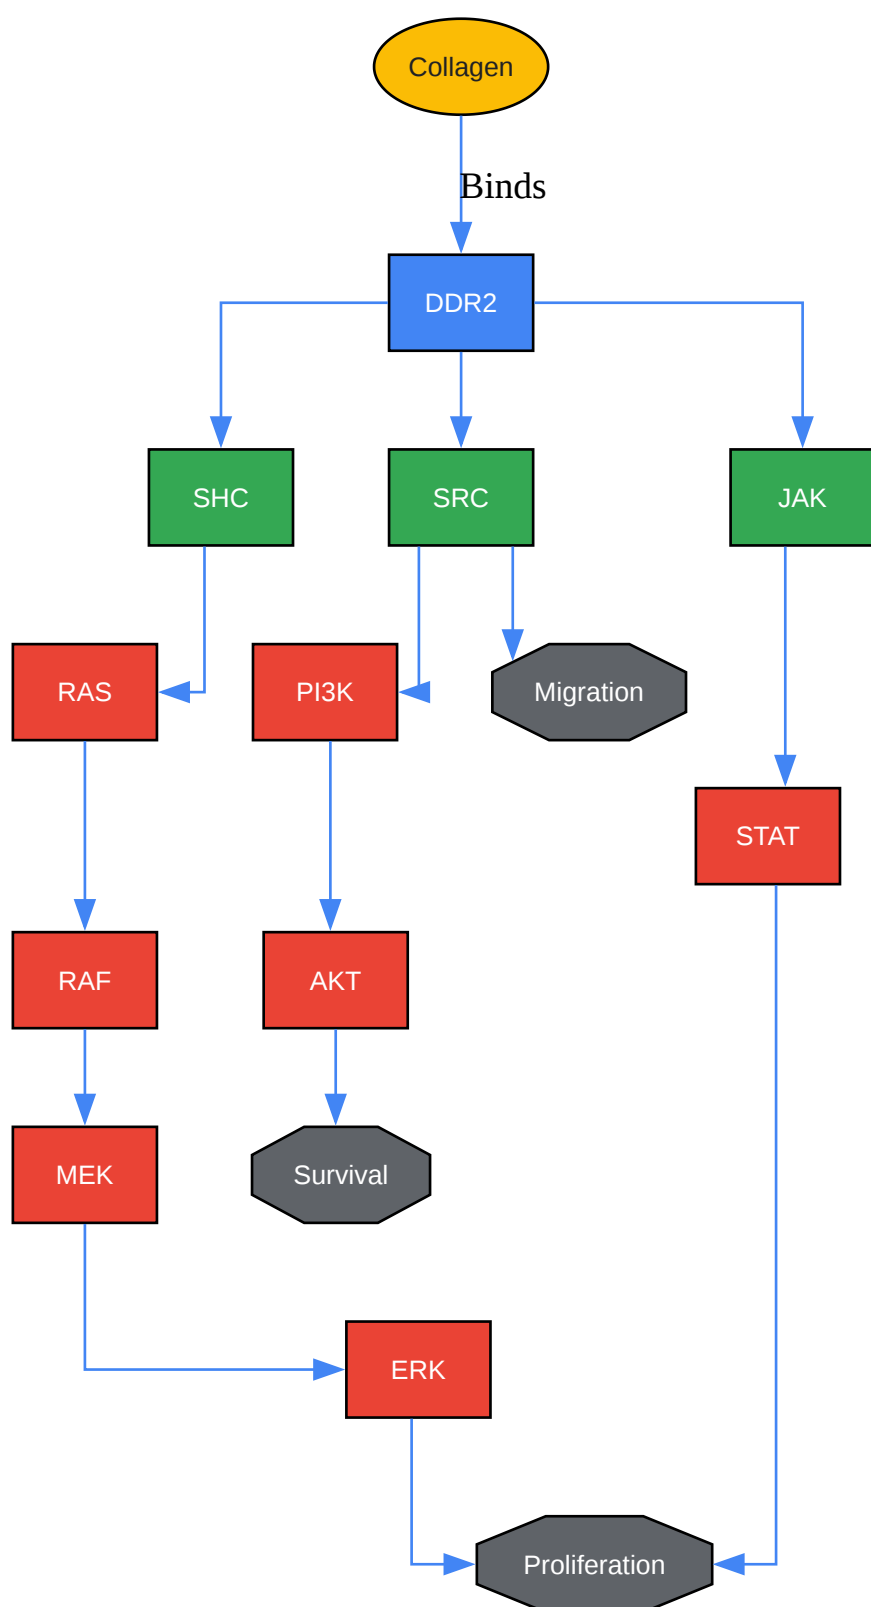 Collagen
Binds
DDR2
SHC
SRC
JAK
RAS
PI3K
Migration
STAT
RAF
AKT
MEK
Survival
ERK
Proliferation